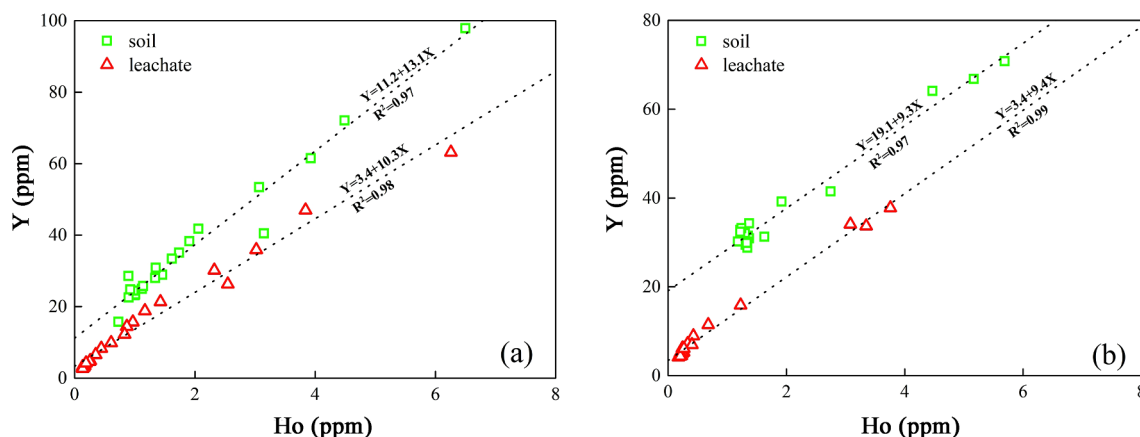 100
80
60
40
20
0
Y (ppm)
soil
leachate
Y=11.2+13.1X
R²=0.97
Y=3.4+10.3X
R²=0.98
(a)
0
2
4
6
8
Ho (ppm)
80
60
40
20
0
Y (ppm)
soil
leachate
Y=19.1+9.3X
R²=0.97
Y=3.4+9.4X
R²=0.99
(b)
0
2
4
6
8
Ho (ppm)